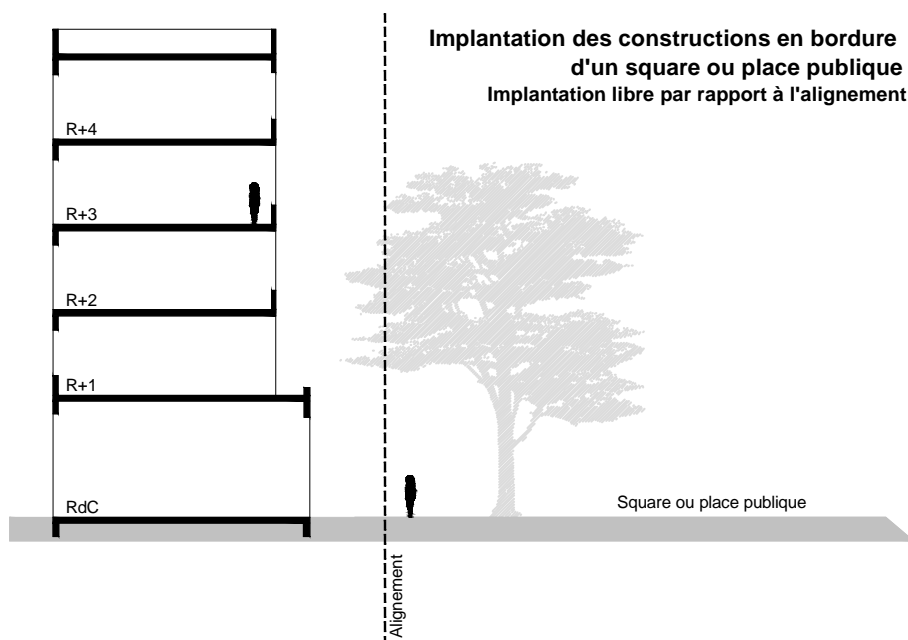 Implantation des constructions en bordure
d'un square ou place publique
Implantation libre par rapport à l'alignement
R+4
R+3
R+2
R+1
RdC
Square ou place publique
Alignement